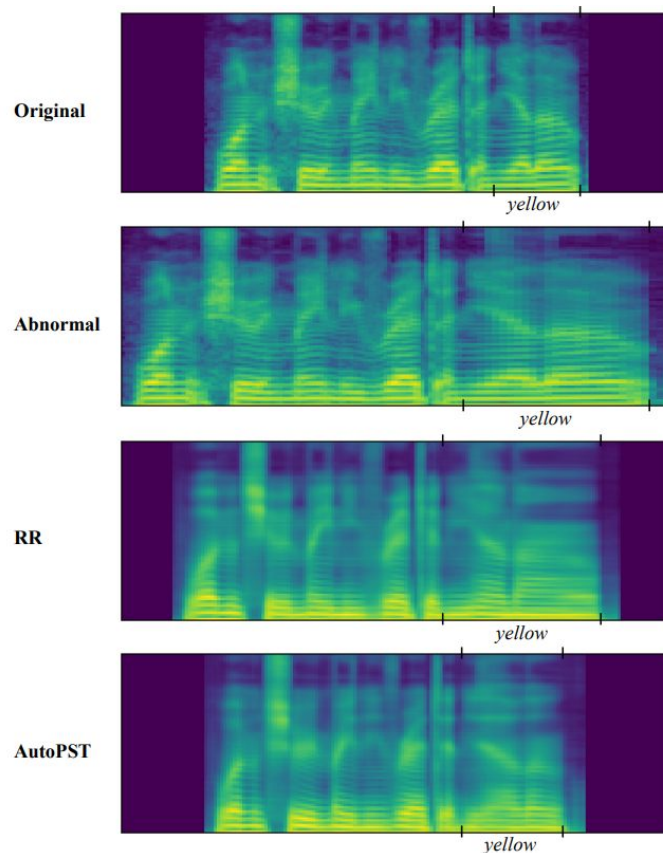 Original
yellow
Abnormal
yellow
RR
yellow
AutoPST
yellow